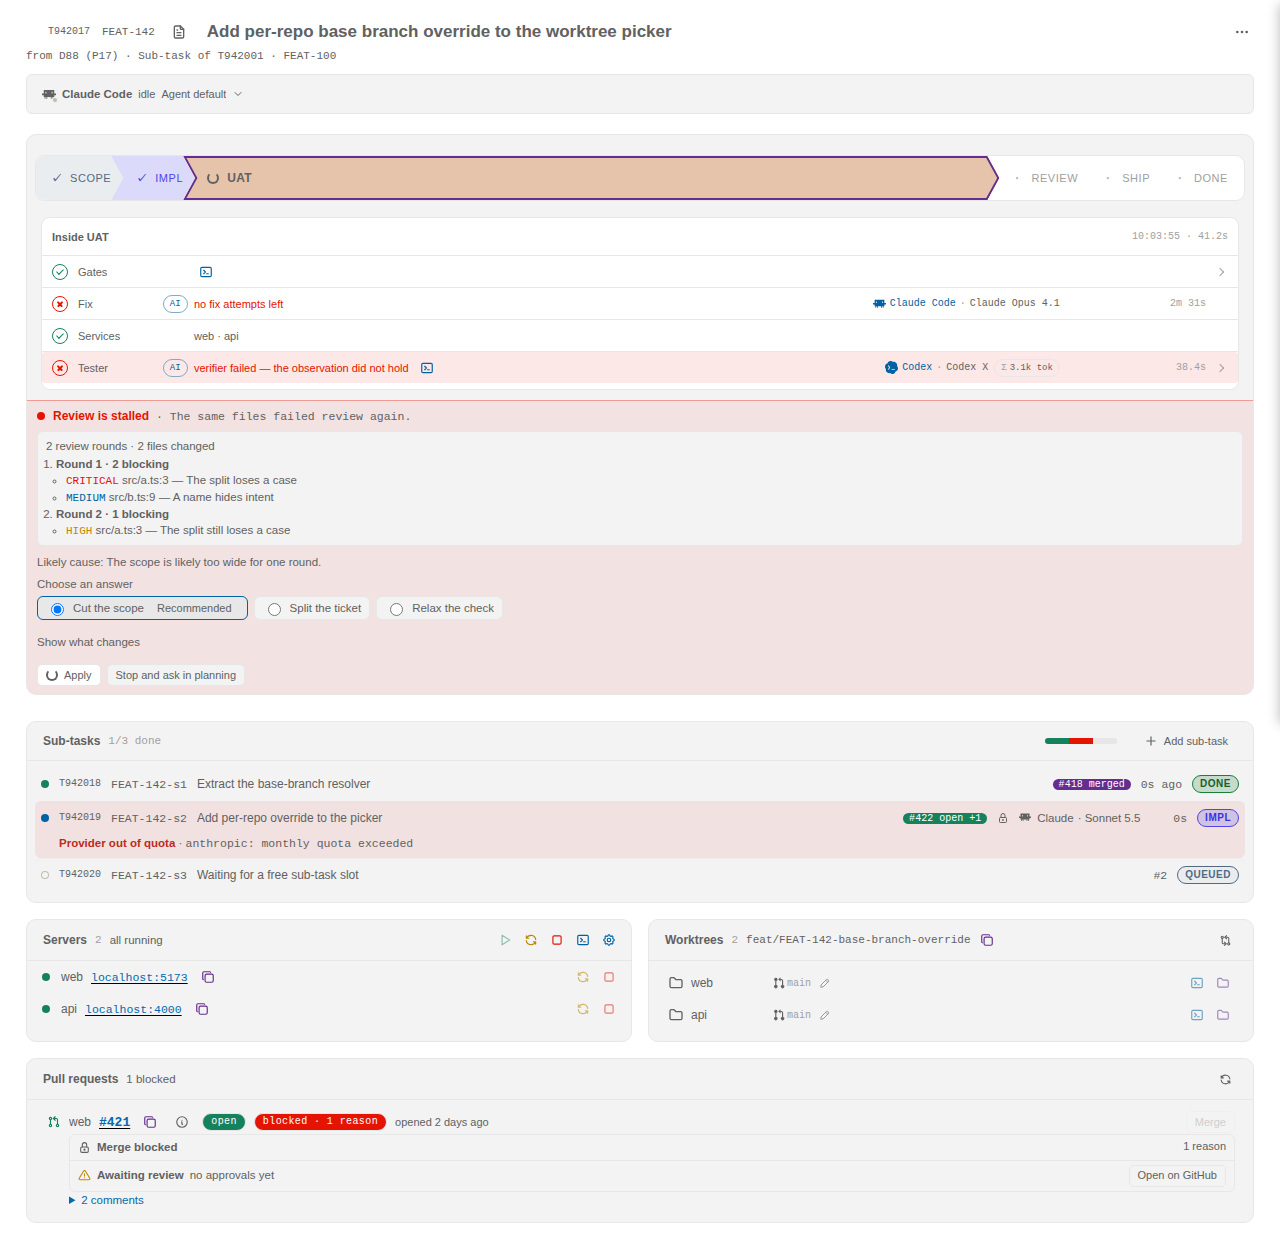 T942017 FEAT-142 Add per-repo base branch override to the worktree picker
from D88 (P17) · Sub-task of T942001 · FEAT-100
Claude Code idle Agent default
SCOPE IMPL UAT · REVIEW · SHIP · DONE
Inside UAT 10:03:55 · 41.2s
Gates
Fix AI no fix attempts left Claude Code · Claude Opus 4.1 2m 31s
Services web · api
Tester AI verifier failed — the observation did not hold Codex · Codex X Σ 3.1k tok 38.4s
Review is stalled · The same files failed review again.
2 review rounds · 2 files changed
1. Round 1 · 2 blocking
CRITICAL src/a.ts:3 — The split loses a case
MEDIUM src/b.ts:9 — A name hides intent
2. Round 2 · 1 blocking
HIGH src/a.ts:3 — The split still loses a case
Likely cause: The scope is likely too wide for one round.
Choose an answer
Cut the scope Recommended Split the ticket Relax the check
Show what changes
Apply Stop and ask in planning
Sub-tasks 1/3 done Add sub-task
T942018 FEAT-142-s1 Extract the base-branch resolver #418 merged 0s ago DONE
T942019 FEAT-142-s2 Add per-repo override to the picker #422 open +1 Claude · Sonnet 5.5 0s IMPL
Provider out of quota · anthropic: monthly quota exceeded
T942020 FEAT-142-s3 Waiting for a free sub-task slot #2 QUEUED
Servers 2 all running
web localhost:5173
api localhost:4000
Worktrees 2 feat/FEAT-142-base-branch-override
web main
api main
Pull requests 1 blocked
web #421 open blocked · 1 reason opened 2 days ago Merge
Merge blocked 1 reason
Awaiting review no approvals yet Open on GitHub
2 comments